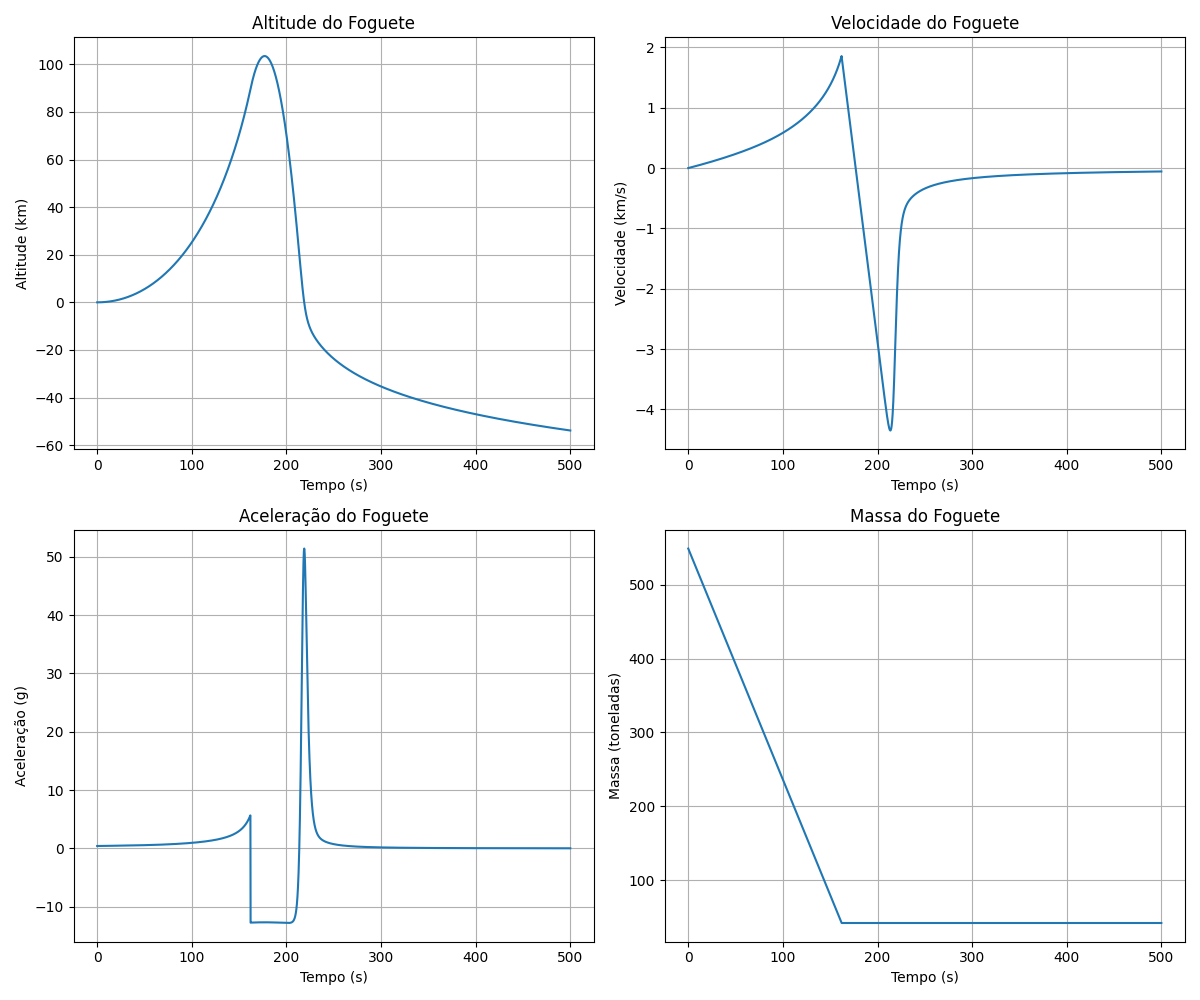 Altitude do Foguete
Altitude (km)
100
80
60
40
20
0
−20
−40
−60
0 100 200 300 400 500
Tempo (s)
Velocidade do Foguete
Velocidade (km/s)
2
1
0
−1
−2
−3
−4
0 100 200 300 400 500
Tempo (s)
Aceleração do Foguete
Aceleração (g)
50
40
30
20
10
0
−10
0 100 200 300 400 500
Tempo (s)
Massa do Foguete
Massa (toneladas)
500
400
300
200
100
0 100 200 300 400 500
Tempo (s)